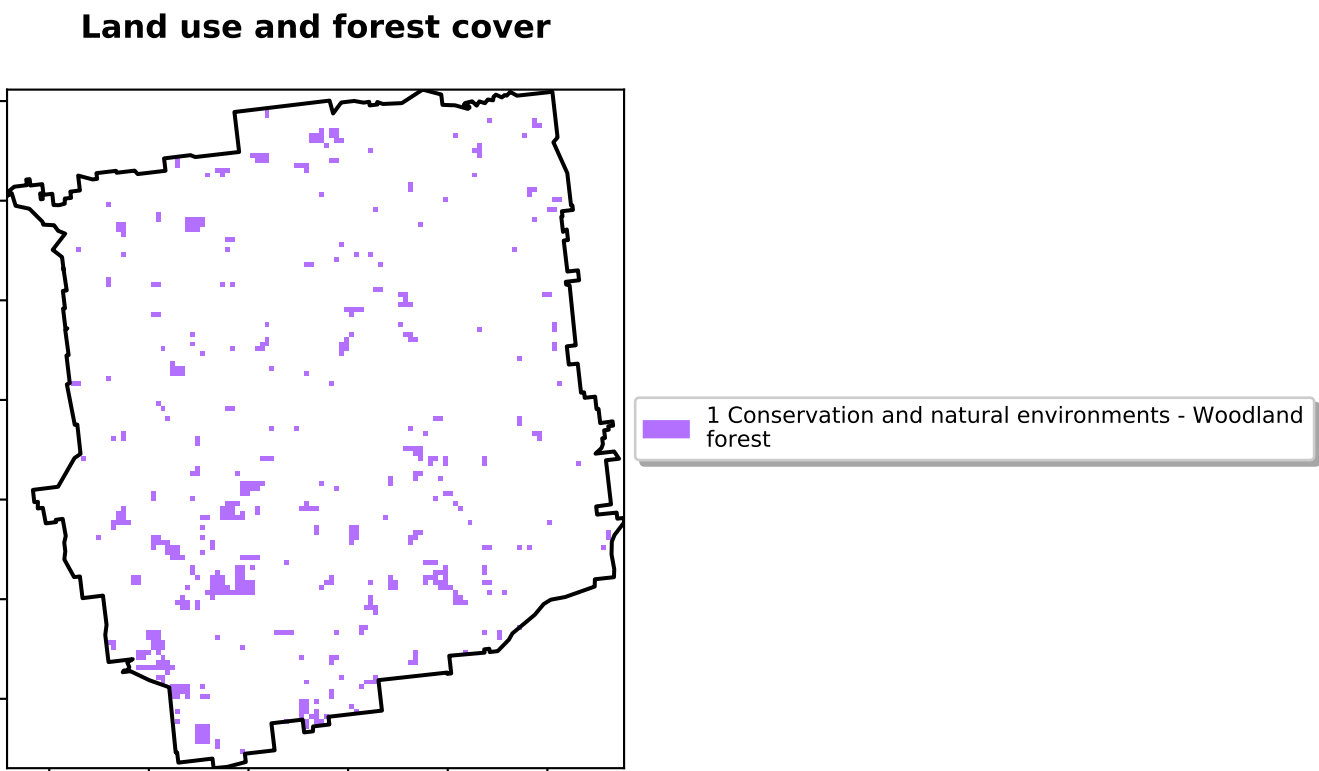 Land use and forest cover
1 Conservation and natural environments - Woodland
forest